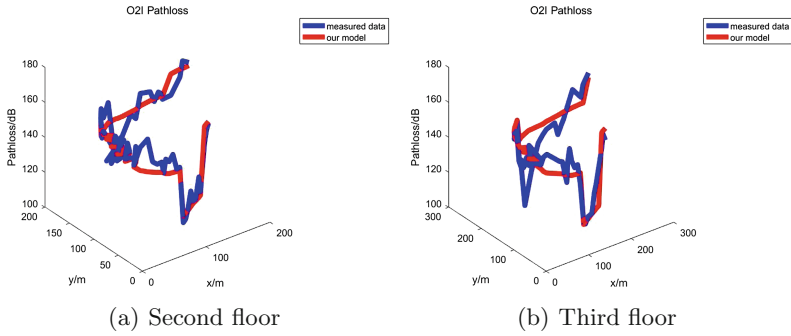 O2I Pathloss
measured data
our model
Pathloss/dB
180
160
140
120
100
200
150
100
50
0
y/m
0
100
200
x/m
(a) Second floor
O2I Pathloss
measured data
our model
Pathloss/dB
180
160
140
120
100
300
200
100
0
y/m
0
100
200
300
x/m
(b) Third floor